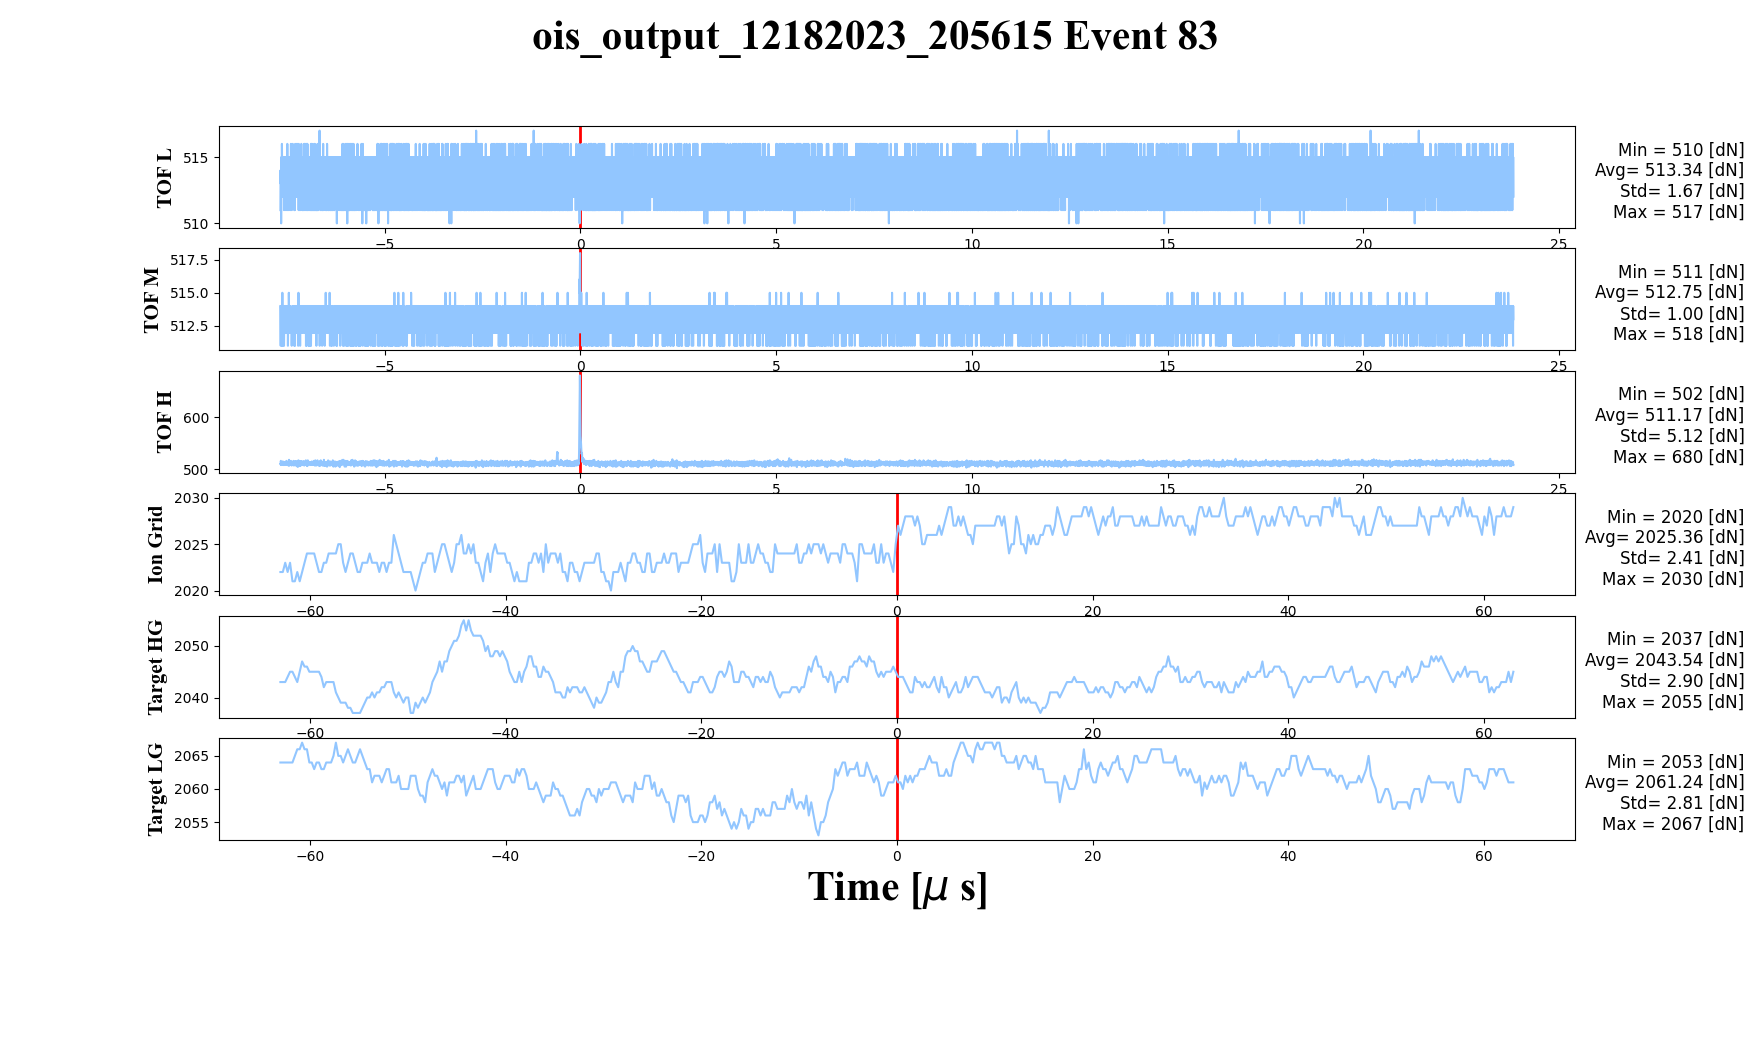 ois_output_12182023_205615 Event 83
TOF L
515
510
−5 0 5 10 15 20 25
Min = 510 [dN]
Avg= 513.34 [dN]
Std= 1.67 [dN]
Max = 517 [dN]
TOF M
517.5
515.0
512.5
−5 0 5 10 15 20 25
Min = 511 [dN]
Avg= 512.75 [dN]
Std= 1.00 [dN]
Max = 518 [dN]
TOF H
600
500
−5 0 5 10 15 20 25
Min = 502 [dN]
Avg= 511.17 [dN]
Std= 5.12 [dN]
Max = 680 [dN]
Ion Grid
2030
2025
2020
−60 −40 −20 0 20 40 60
Min = 2020 [dN]
Avg= 2025.36 [dN]
Std= 2.41 [dN]
Max = 2030 [dN]
Target HG
2050
2040
−60 −40 −20 0 20 40 60
Min = 2037 [dN]
Avg= 2043.54 [dN]
Std= 2.90 [dN]
Max = 2055 [dN]
Target LG
2065
2060
2055
−60 −40 −20 0 20 40 60
Min = 2053 [dN]
Avg= 2061.24 [dN]
Std= 2.81 [dN]
Max = 2067 [dN]
Time [μ s]